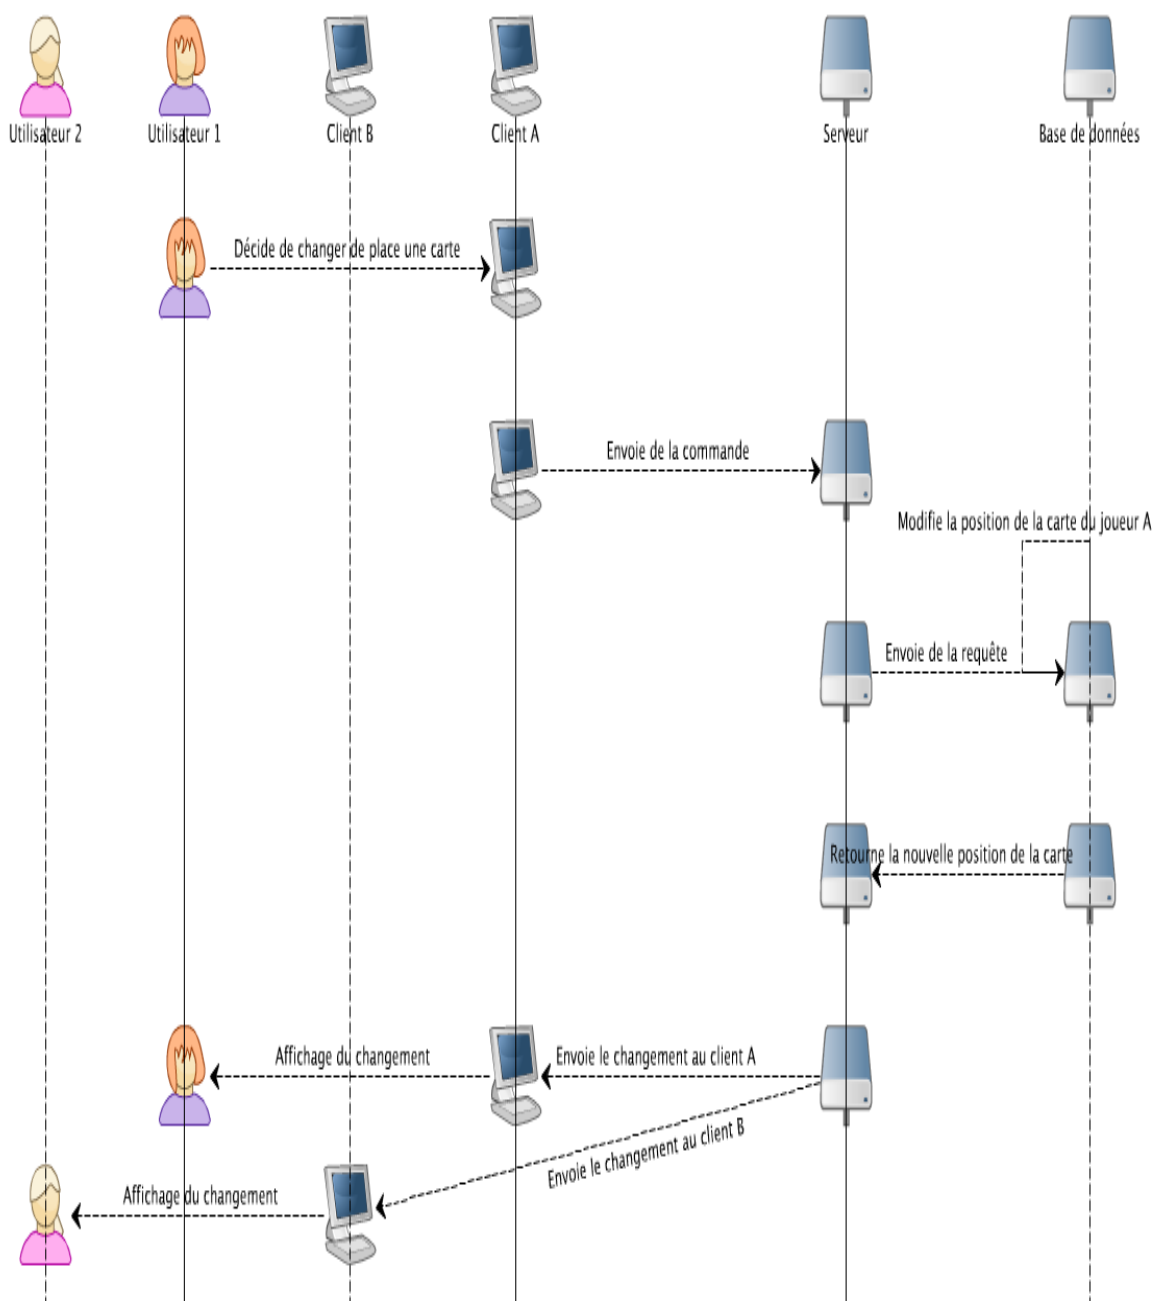 Utilisateur 2
Utilisateur 1
Client B
Client A
Serveur
Base de données
Décide de changer de place une carte
Envoie de la commande
Modifie la position de la carte du joueur A
Envoie de la requête
Retourne la nouvelle position de la carte
Affichage du changement
Envoie le changement au client A
Envoie le changement au client B
Affichage du changement